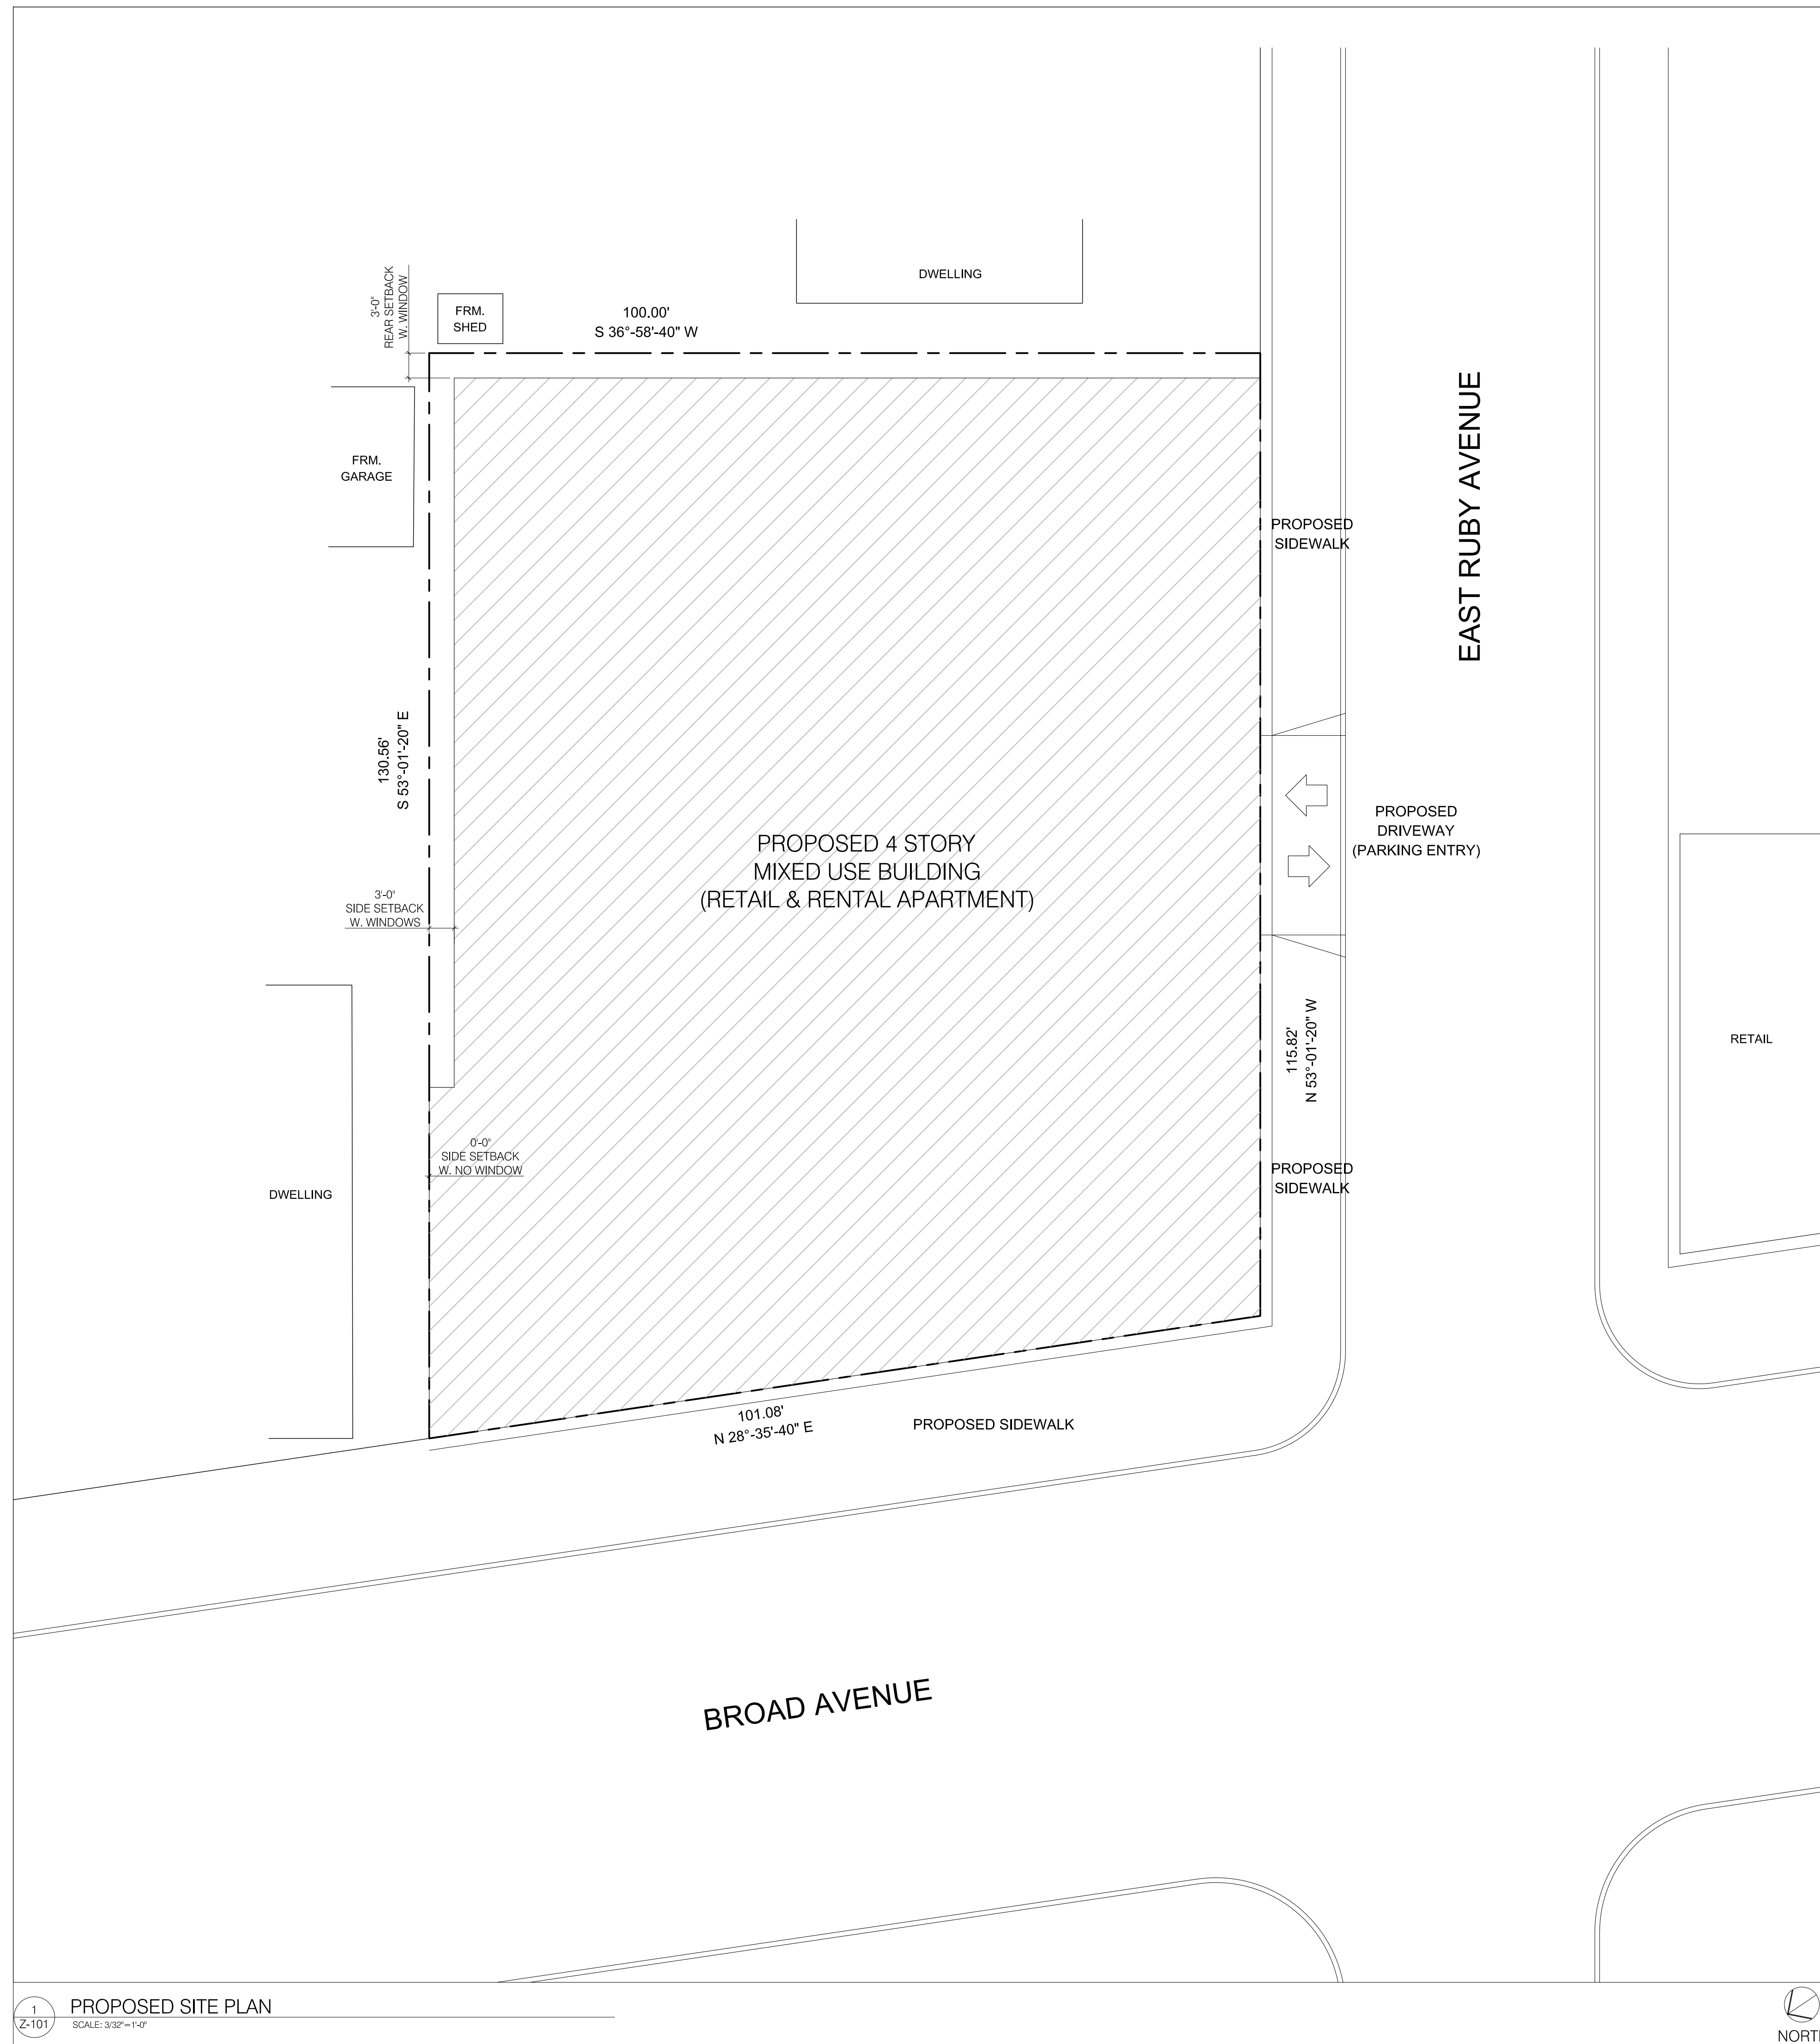 DWELLING
3'-0"
REAR SETBACK
W. WINDOW
FRM.
SHED
100.00'
S 36°-58'-40" W
FRM.
GARAGE
EAST RUBY AVENUE
PROPOSED
SIDEWALK
130.56'
S 53°-01'-20" E
PROPOSED
DRIVEWAY
(PARKING ENTRY)
PROPOSED 4 STORY
MIXED USE BUILDING
(RETAIL & RENTAL APARTMENT)
3'-0"
SIDE SETBACK
W. WINDOWS
115.82'
N 53°-01'-20" W
RETAIL
0'-0"
SIDE SETBACK
W. NO WINDOW
DWELLING
PROPOSED
SIDEWALK
101.08'
N 28°-35'-40" E
PROPOSED SIDEWALK
BROAD AVENUE
1
Z-101
PROPOSED SITE PLAN
SCALE: 3/32"=1'-0"
NORT